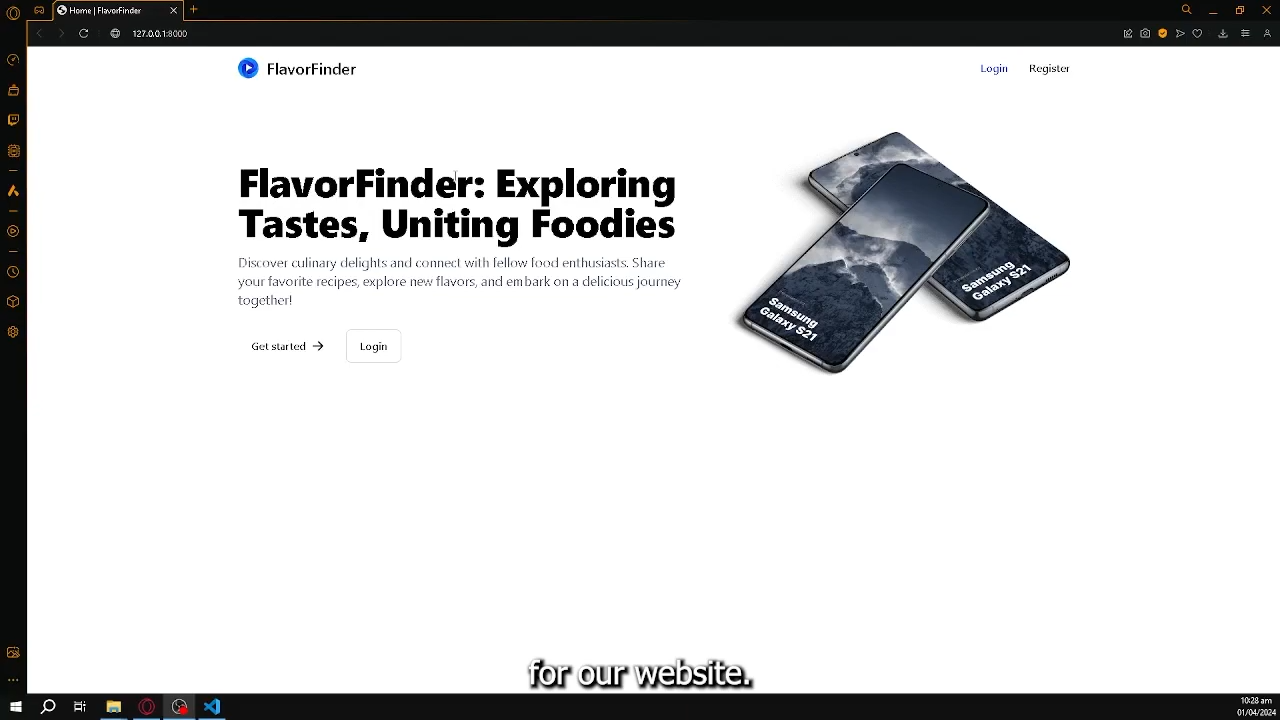 Home | FlavorFinder
127.0.0.1:8000
FlavorFinder
Login
Register
FlavorFinder: Exploring
Tastes, Uniting Foodies
Discover culinary delights and connect with fellow food enthusiasts. Share
your favorite recipes, explore new flavors, and embark on a delicious journey
together!
Get started
Login
Samsung
Galaxy S21
Samsung
Galaxy S21
for our website.
10:28 am
01/04/2024